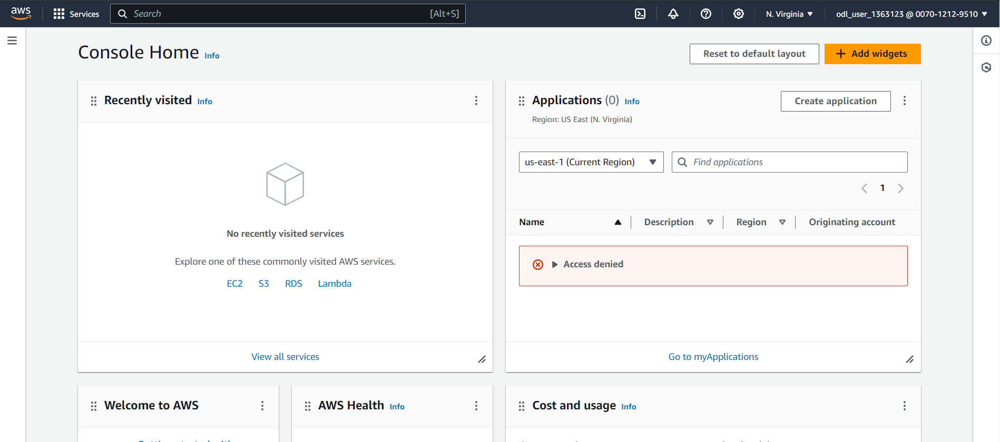 aws
Services
Search
[Alt+S]
N. Virginia
odl_user_1363123 @ 0070-1212-9510
Console Home Info
Reset to default layout
Add widgets
Recently visited Info
No recently visited services
Explore one of these commonly visited AWS services.
EC2 S3 RDS Lambda
View all services
Applications (0) Info
Region: US East (N. Virginia)
Create application
us-east-1 (Current Region)
Find applications
1
Name Description Region Originating account
Access denied
Go to myApplications
Welcome to AWS
AWS Health Info
Cost and usage Info